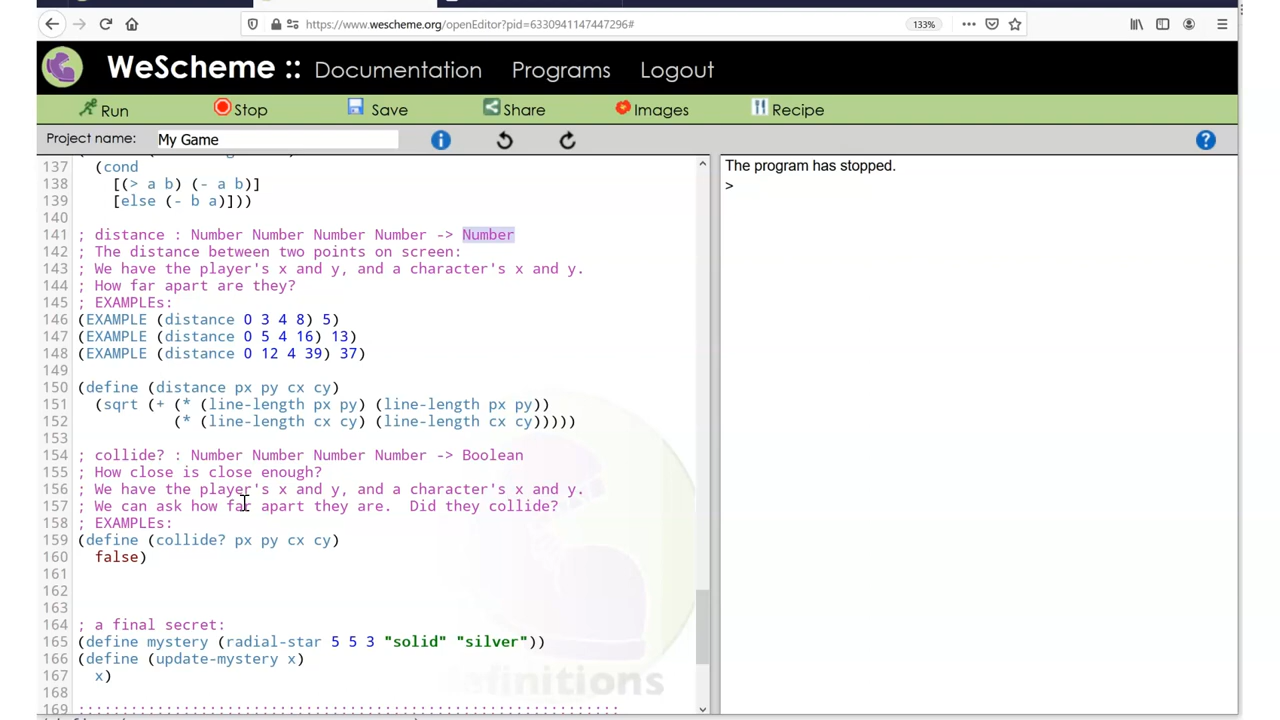 https://www.wescheme.org/openEditor?pid=6330941147447296#
133%
WeScheme :: Documentation Programs Logout
Run Stop Save Share Images Recipe
Project name: My Game
137 (cond
138 [(> a b) (- a b)]
139 [else (- b a)]))
140
141 ; distance : Number Number Number Number -> Number
142 ; The distance between two points on screen:
143 ; We have the player's x and y, and a character's x and y.
144 ; How far apart are they?
145 ; EXAMPLEs:
146 (EXAMPLE (distance 0 3 4 8) 5)
147 (EXAMPLE (distance 0 5 4 16) 13)
148 (EXAMPLE (distance 0 12 4 39) 37)
149
150 (define (distance px py cx cy)
151 (sqrt (+ (* (line-length px py) (line-length px py))
152 (* (line-length cx cy) (line-length cx cy)))))
153
154 ; collide? : Number Number Number Number -> Boolean
155 ; How close is close enough?
156 ; We have the player's x and y, and a character's x and y.
157 ; We can ask how far apart they are. Did they collide?
158 ; EXAMPLEs:
159 (define (collide? px py cx cy)
160 false)
161
162
163
164 ; a final secret:
165 (define mystery (radial-star 5 5 3 "solid" "silver"))
166 (define (update-mystery x)
167 x)
168
169
The program has stopped.
>